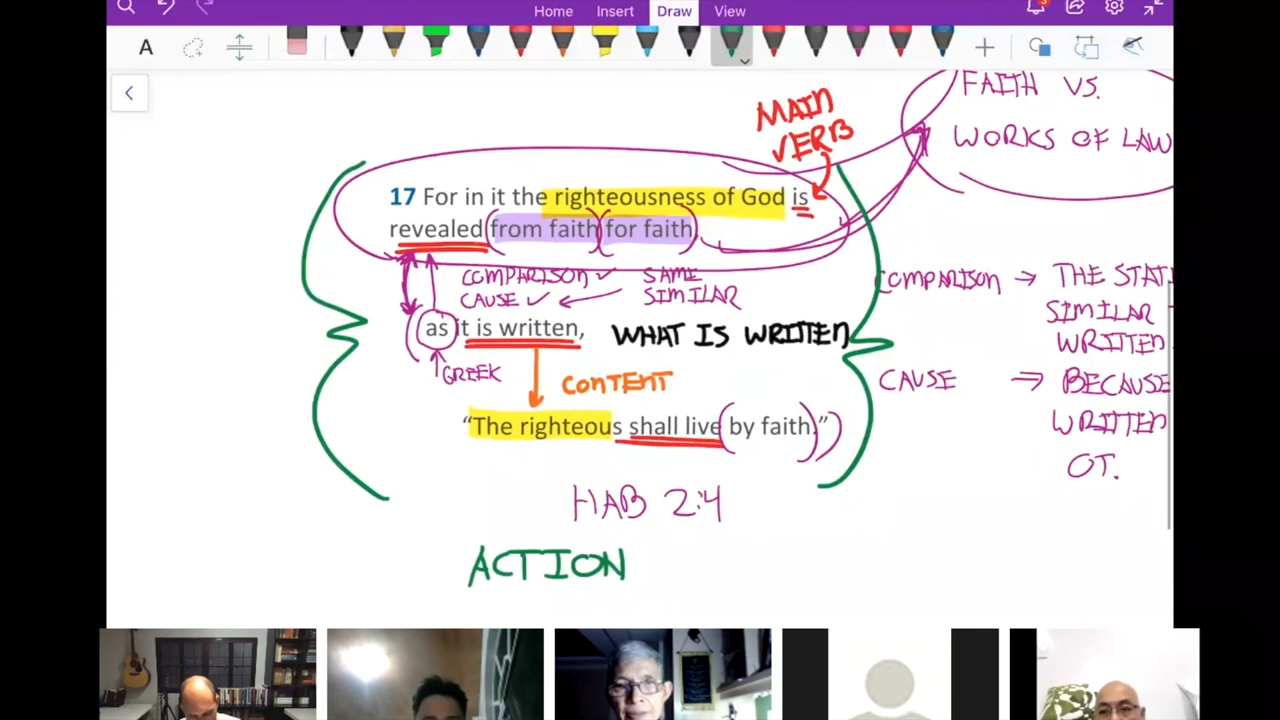 Home Insert Draw View
A
FAITH VS.
WORKS OF LAW
MAIN
VERB
17 For in it the righteousness of God is
revealed from faith for faith,
COMPARISON ✓ SAME
CAUSE ✓ SIMILAR
as it is written, WHAT IS WRITTEN
GREEK
CONTENT
“The righteous shall live by faith.”
HAB 2:4
ACTION
COMPARISON → THE STAT
SIMILAR
WRITTEN
CAUSE ⇒ BECAUSE
WRITTEN
OT.